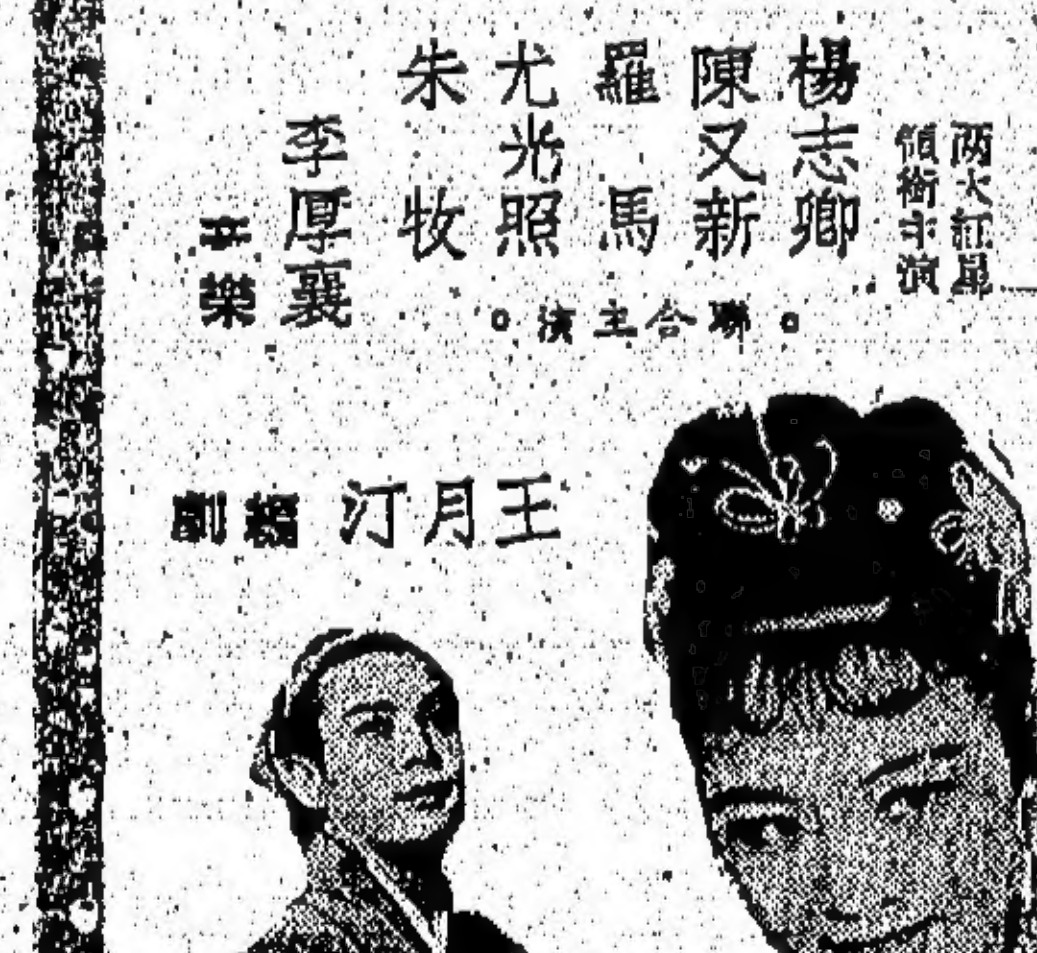 两大紅星
領銜主演
楊志卿
陳又新
羅馬
尤光照
朱牧
聯合主演
李厚襄
音樂
王月汀 編劇